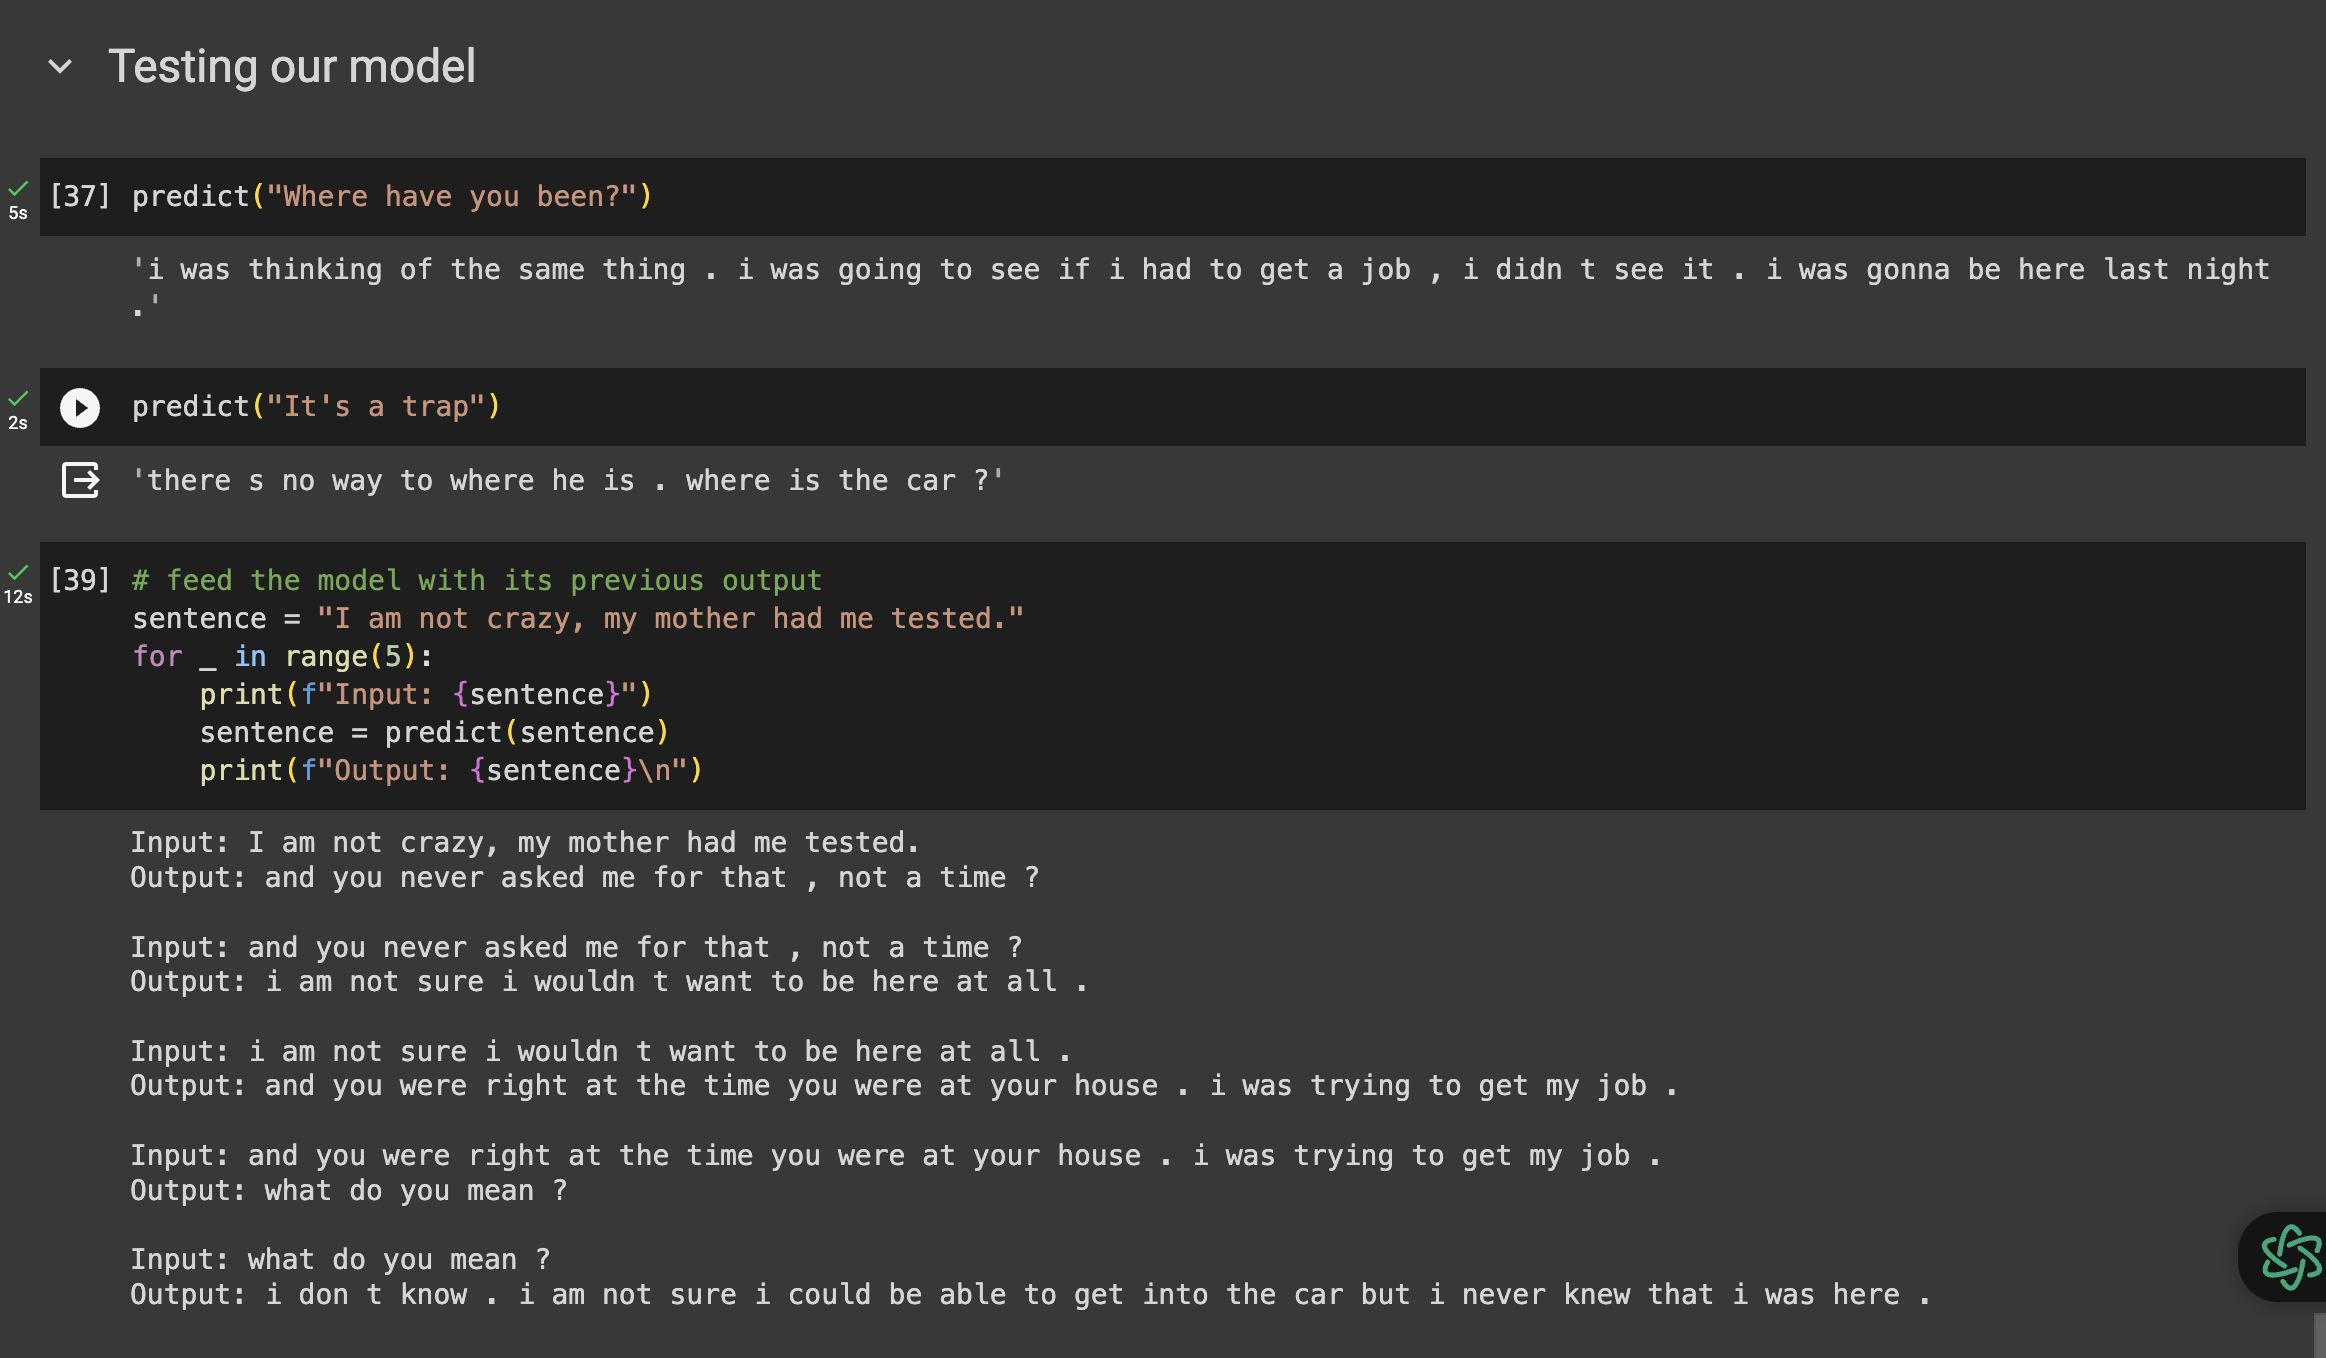 Testing our model
5s
[37] predict("Where have you been?")
'i was thinking of the same thing . i was going to see if i had to get a job , i didn t see it . i was gonna be here last night
.'
2s
predict("It's a trap")
'there s no way to where he is . where is the car ?'
12s
[39] # feed the model with its previous output
sentence = "I am not crazy, my mother had me tested."
for _ in range(5):
    print(f"Input: {sentence}")
    sentence = predict(sentence)
    print(f"Output: {sentence}\n")
Input: I am not crazy, my mother had me tested.
Output: and you never asked me for that , not a time ?
Input: and you never asked me for that , not a time ?
Output: i am not sure i wouldn t want to be here at all .
Input: i am not sure i wouldn t want to be here at all .
Output: and you were right at the time you were at your house . i was trying to get my job .
Input: and you were right at the time you were at your house . i was trying to get my job .
Output: what do you mean ?
Input: what do you mean ?
Output: i don t know . i am not sure i could be able to get into the car but i never knew that i was here .